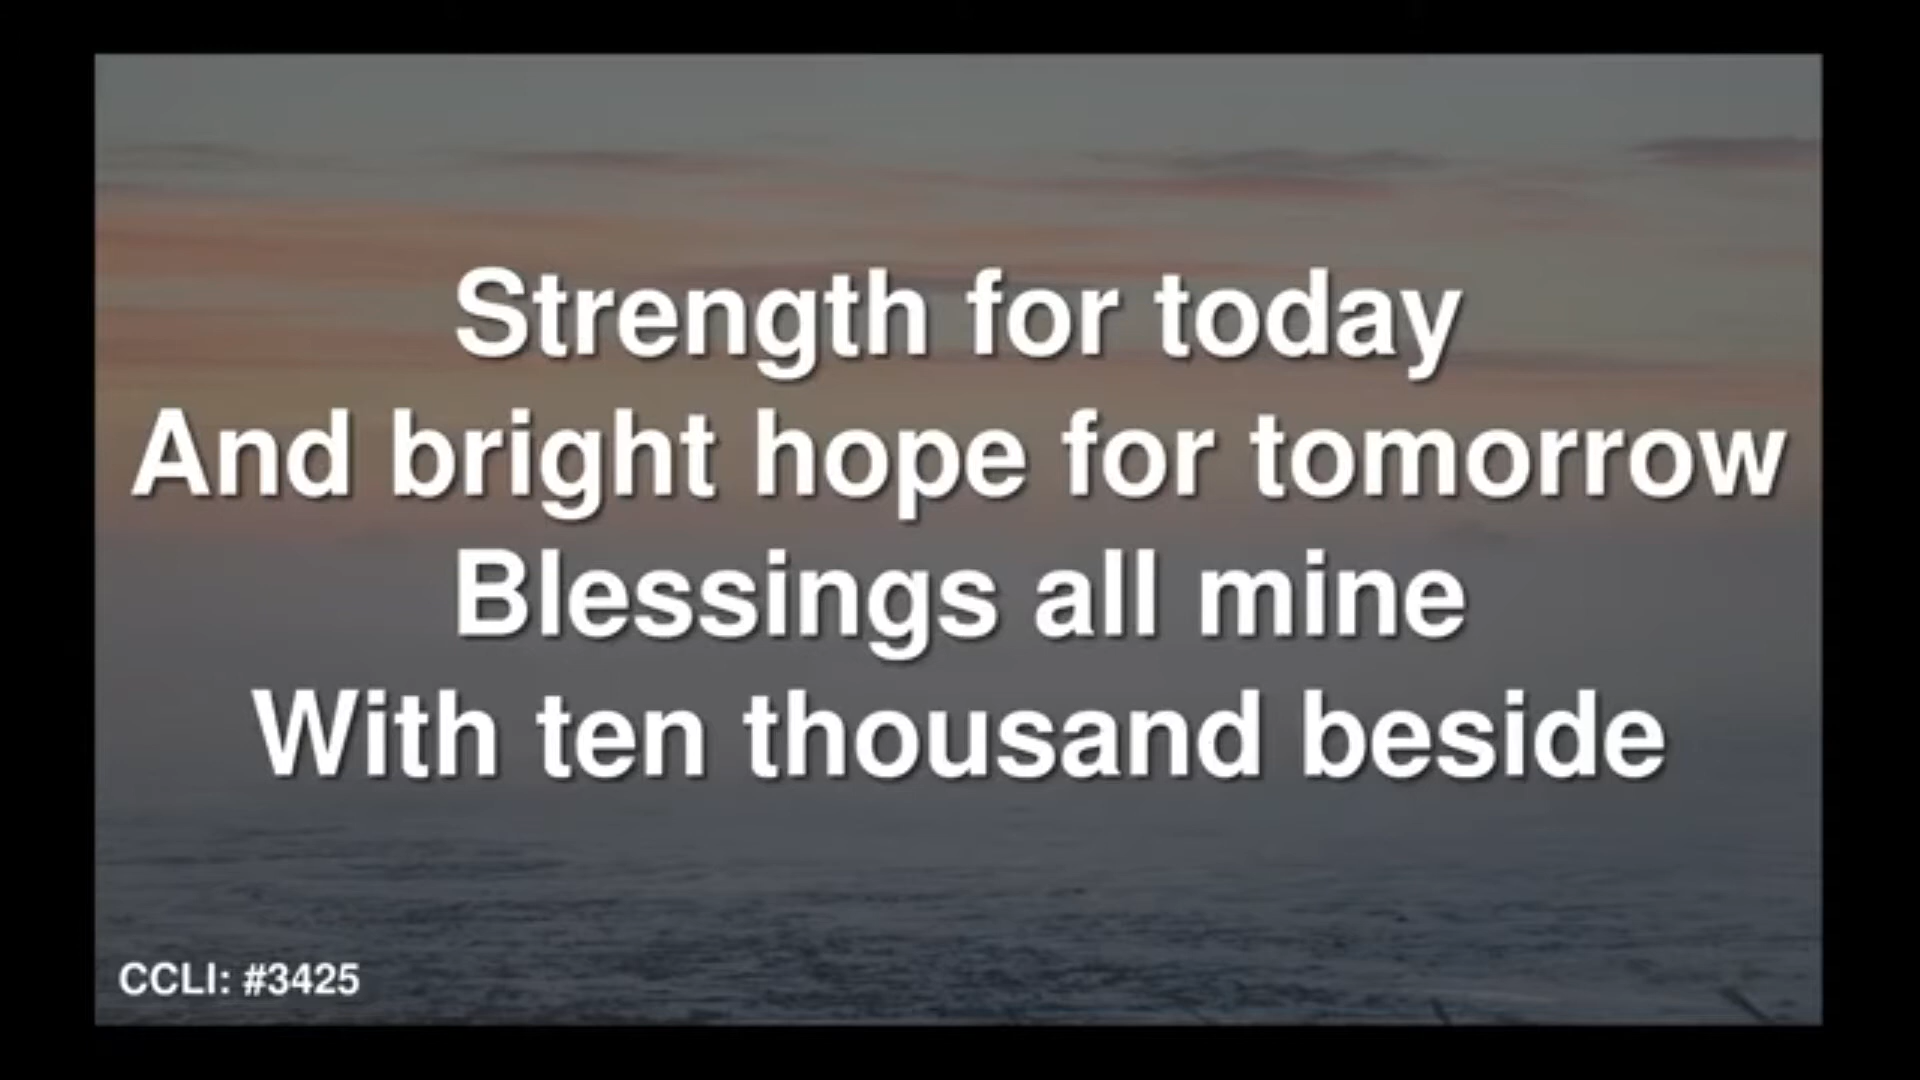 Strength for today
And bright hope for tomorrow
Blessings all mine
With ten thousand beside
CCLI: #3425